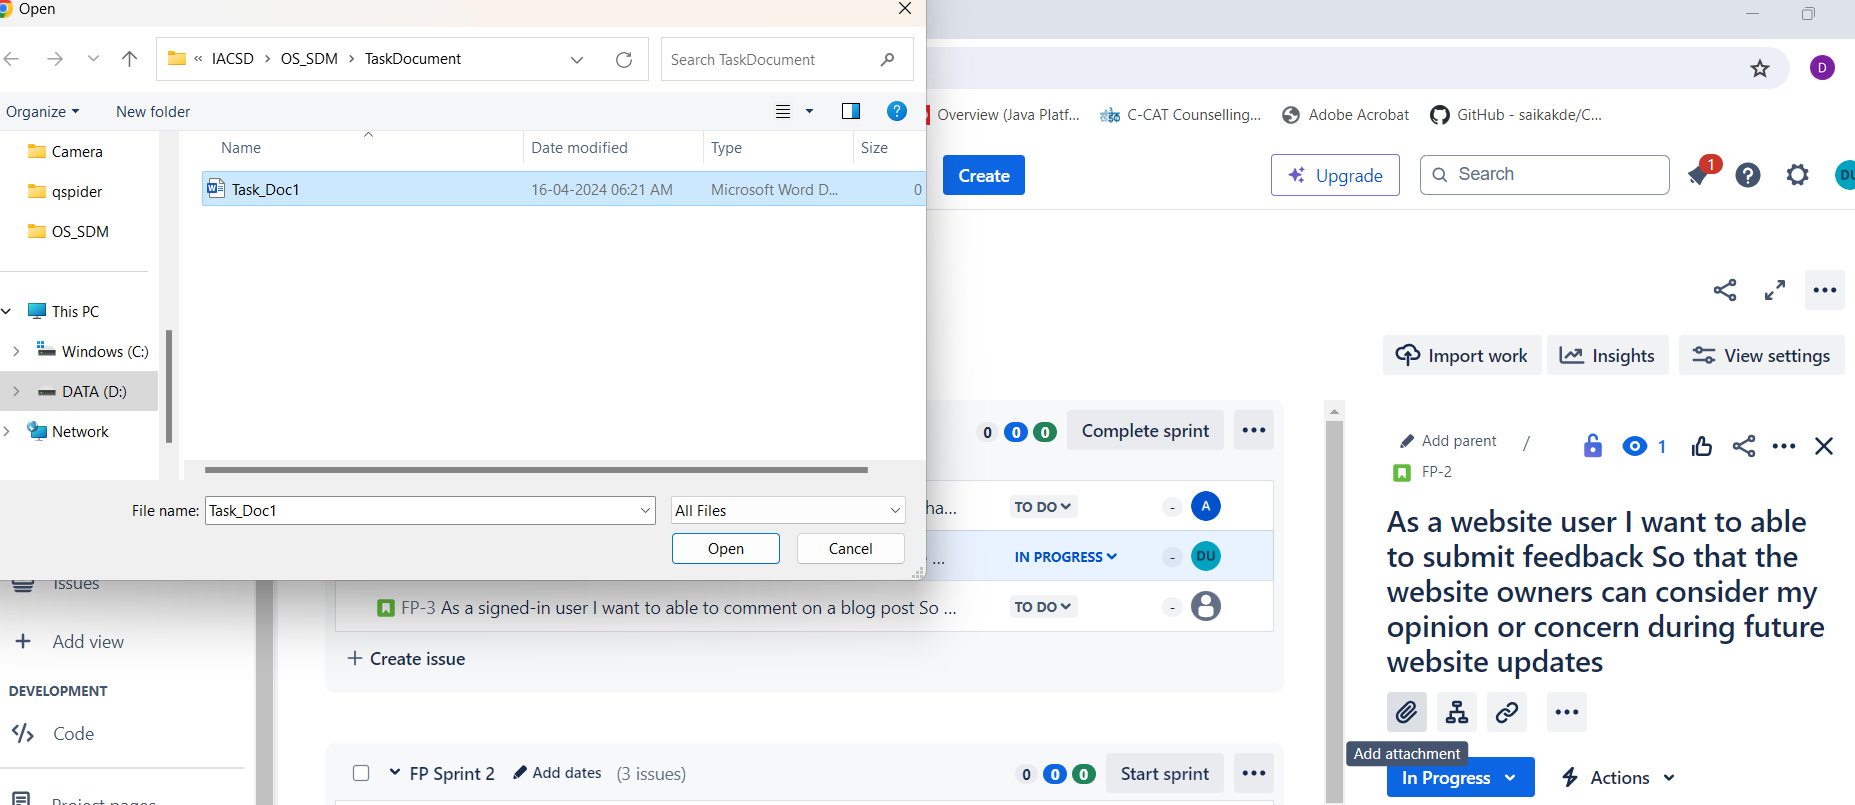 Open
« IACSD > OS_SDM > TaskDocument
Search TaskDocument
Organize
New folder
Name
Date modified
Type
Size
Camera
qspider
OS_SDM
This PC
Windows (C:)
DATA (D:)
Network
Task_Doc1
16-04-2024 06:21 AM
Microsoft Word D...
0
File name:
Task_Doc1
All Files
Open
Cancel
D
Overview (Java Platf...
C-CAT Counselling...
Adobe Acrobat
GitHub - saikakde/C...
Create
Upgrade
Search
1
DU
Import work
Insights
View settings
0 0 0
Complete sprint
ha...
TO DO
-
A
...
IN PROGRESS
-
DU
FP-3 As a signed-in user I want to able to comment on a blog post So ...
TO DO
-
+ Create issue
FP Sprint 2
Add dates
(3 issues)
0 0 0
Start sprint
Issues
Add view
DEVELOPMENT
Code
Project pages
Add parent
/
1
FP-2
As a website user I want to able
to submit feedback So that the
website owners can consider my
opinion or concern during future
website updates
Add attachment
In Progress
Actions